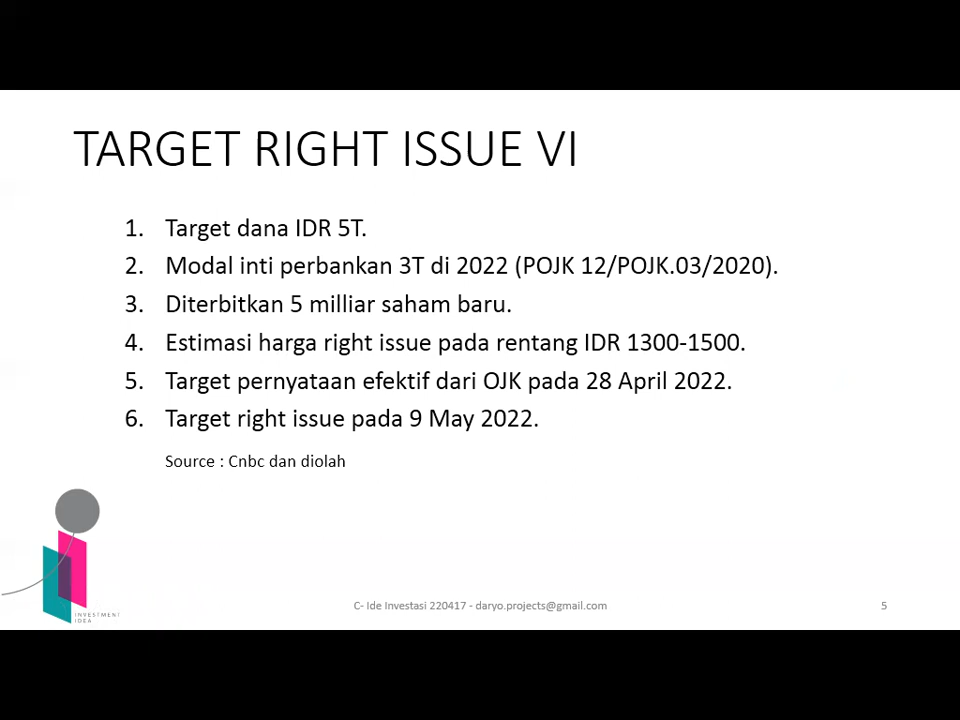 TARGET RIGHT ISSUE VI
1. Target dana IDR 5T.
2. Modal inti perbankan 3T di 2022 (POJK 12/POJK.03/2020).
3. Diterbitkan 5 milliar saham baru.
4. Estimasi harga right issue pada rentang IDR 1300-1500.
5. Target pernyataan efektif dari OJK pada 28 April 2022.
6. Target right issue pada 9 May 2022.
Source : Cnbc dan diolah
INVESTMENT
IDEA
C- Ide Investasi 220417 - daryo.projects@gmail.com
5